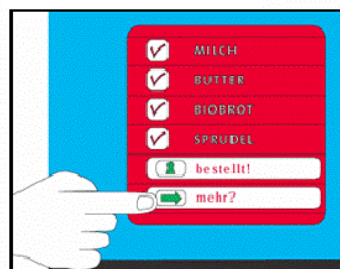 MILCH
BUTTER
BIOBROT
SPRUDEL
bestellt!
mehr?